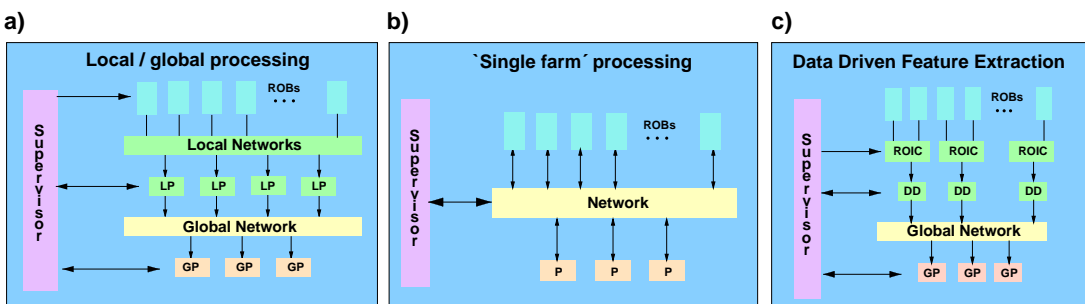 a)
Local / global processing
Supervisor
ROBs
• • •
Local Networks
LP LP LP LP
Global Network
GP GP GP
b)
`Single farm´ processing
Supervisor
ROBs
• • •
Network
P P P
c)
Data Driven Feature Extraction
Supervisor
ROBs
• • •
ROIC ROIC ROIC
DD DD DD
Global Network
GP GP GP